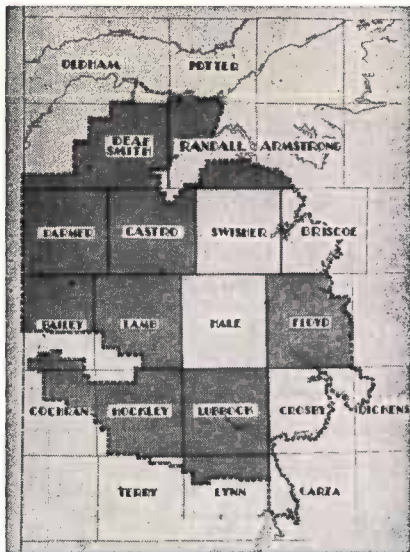 OLDHAM POTTER
DEAF
SMITH
RANDALL ARMSTRONG
PARMER CASTRO SWISHER BRISCOE
BAILEY LAMB HALE FLOYD
COCHRAN HOCKLEY LUBBOCK CROSBY DICKENS
TERRY LYNN GARZA